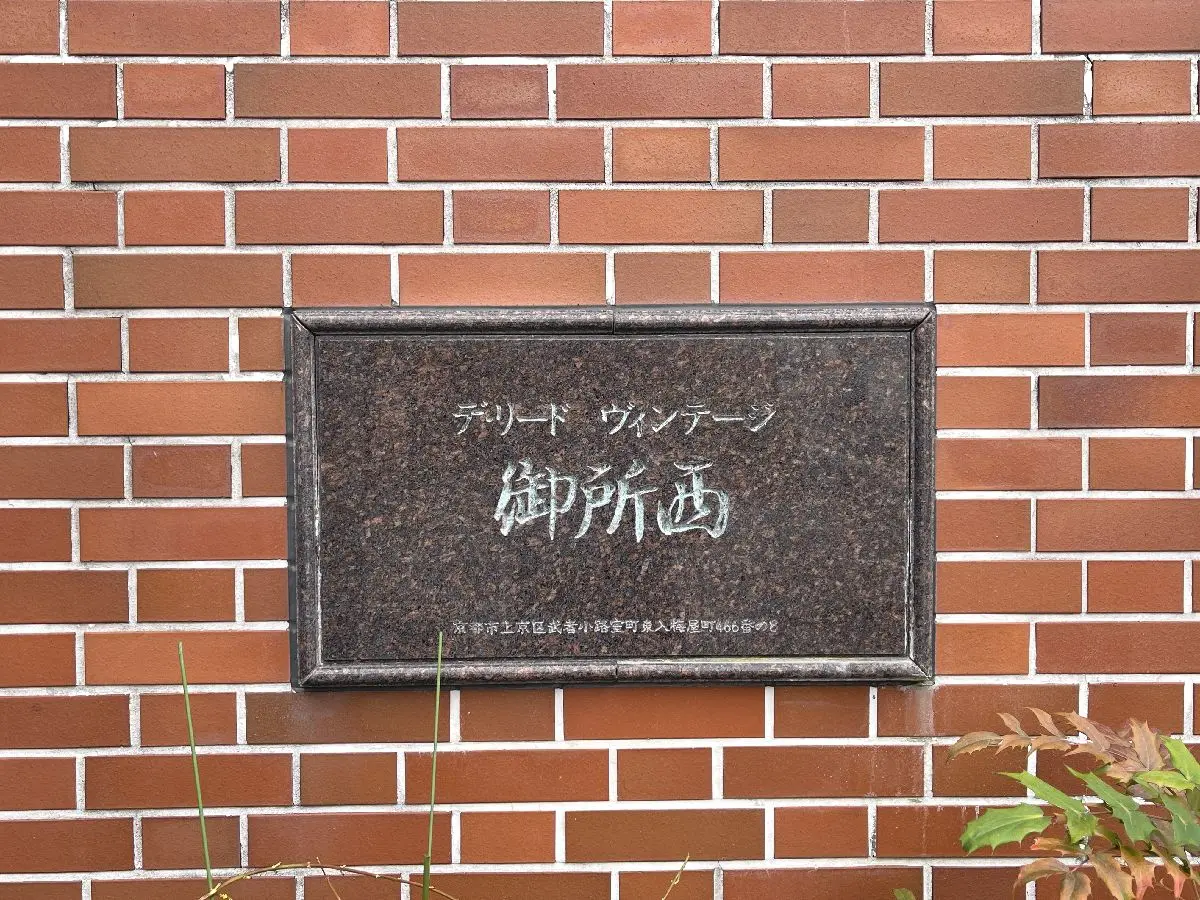 デ・リード ヴィンテージ
御所西
京都市上京区武者小路室町東入梅屋町466番の8